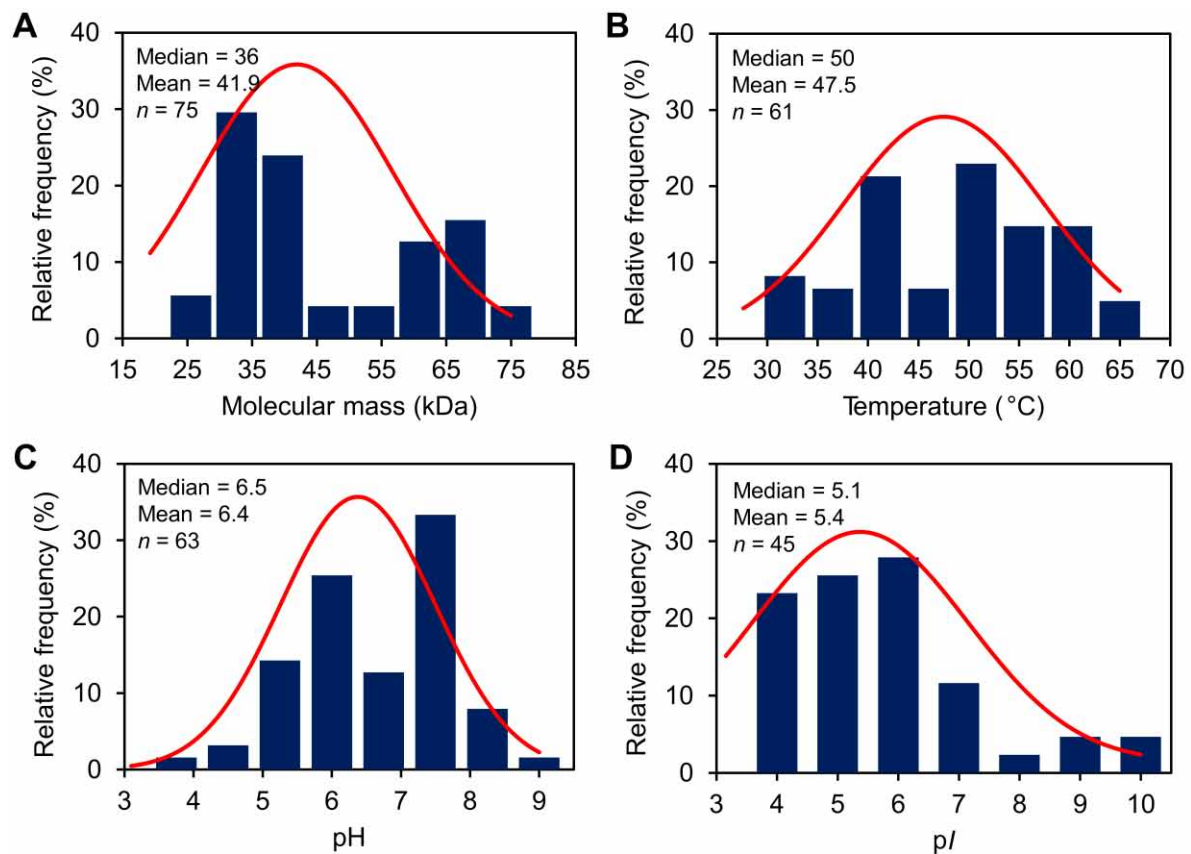 A
Median = 36
Mean = 41.9
n = 75
Relative frequency (%)
40
30
20
10
0
15 25 35 45 55 65 75 85
Molecular mass (kDa)
B
Median = 50
Mean = 47.5
n = 61
Relative frequency (%)
40
30
20
10
0
25 30 35 40 45 50 55 60 65 70
Temperature (°C)
C
Median = 6.5
Mean = 6.4
n = 63
Relative frequency (%)
40
30
20
10
0
3 4 5 6 7 8 9
pH
D
Median = 5.1
Mean = 5.4
n = 45
Relative frequency (%)
40
30
20
10
0
3 4 5 6 7 8 9 10
pI